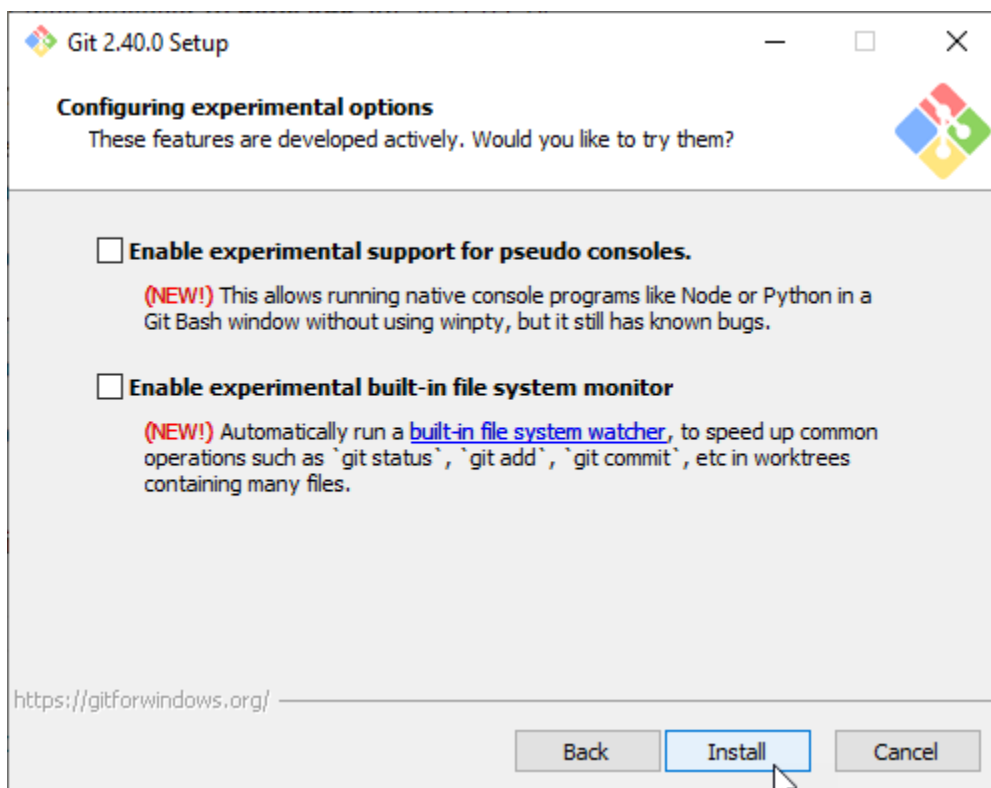 Git 2.40.0 Setup
Configuring experimental options
These features are developed actively. Would you like to try them?
Enable experimental support for pseudo consoles.
(NEW!) This allows running native console programs like Node or Python in a
Git Bash window without using winpty, but it still has known bugs.
Enable experimental built-in file system monitor
(NEW!) Automatically run a built-in file system watcher, to speed up common
operations such as `git status`, `git add`, `git commit`, etc in worktrees
containing many files.
https://gitforwindows.org/
Back
Install
Cancel